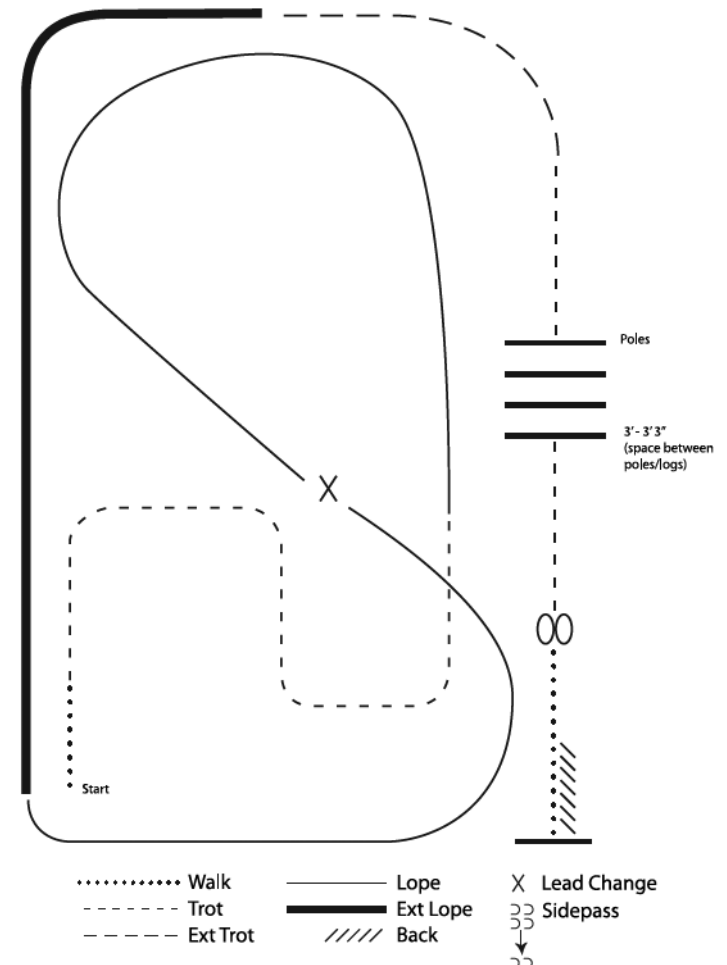 Poles
3'- 3'3"
(space between
poles/logs)
Start
Walk
Lope
X Lead Change
Trot
Ext Lope
Sidepass
Ext Trot
Back